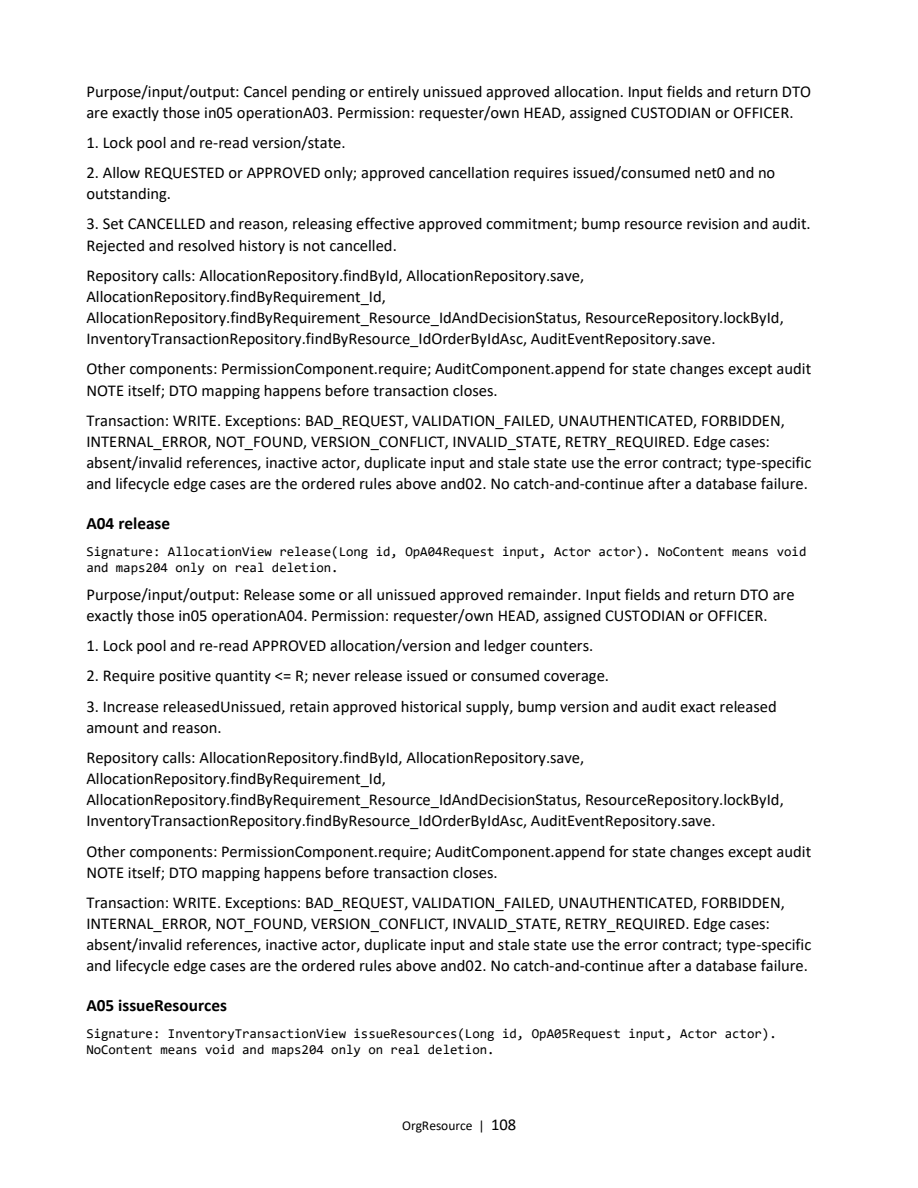 Purpose/input/output: Cancel pending or entirely unissued approved allocation. Input fields and return DTO
are exactly those in05 operationA03. Permission: requester/own HEAD, assigned CUSTODIAN or OFFICER.
1. Lock pool and re-read version/state.
2. Allow REQUESTED or APPROVED only; approved cancellation requires issued/consumed net0 and no
outstanding.
3. Set CANCELLED and reason, releasing effective approved commitment; bump resource revision and audit.
Rejected and resolved history is not cancelled.
Repository calls: AllocationRepository.findById, AllocationRepository.save,
AllocationRepository.findByRequirement_Id,
AllocationRepository.findByRequirement_Resource_IdAndDecisionStatus, ResourceRepository.lockById,
InventoryTransactionRepository.findByResource_IdOrderByIdAsc, AuditEventRepository.save.
Other components: PermissionComponent.require; AuditComponent.append for state changes except audit
NOTE itself; DTO mapping happens before transaction closes.
Transaction: WRITE. Exceptions: BAD_REQUEST, VALIDATION_FAILED, UNAUTHENTICATED, FORBIDDEN,
INTERNAL_ERROR, NOT_FOUND, VERSION_CONFLICT, INVALID_STATE, RETRY_REQUIRED. Edge cases:
absent/invalid references, inactive actor, duplicate input and stale state use the error contract; type-specific
and lifecycle edge cases are the ordered rules above and02. No catch-and-continue after a database failure.
A04 release
Signature: AllocationView release(Long id, OpA04Request input, Actor actor). NoContent means void
and maps204 only on real deletion.
Purpose/input/output: Release some or all unissued approved remainder. Input fields and return DTO are
exactly those in05 operationA04. Permission: requester/own HEAD, assigned CUSTODIAN or OFFICER.
1. Lock pool and re-read APPROVED allocation/version and ledger counters.
2. Require positive quantity <= R; never release issued or consumed coverage.
3. Increase releasedUnissued, retain approved historical supply, bump version and audit exact released
amount and reason.
Repository calls: AllocationRepository.findById, AllocationRepository.save,
AllocationRepository.findByRequirement_Id,
AllocationRepository.findByRequirement_Resource_IdAndDecisionStatus, ResourceRepository.lockById,
InventoryTransactionRepository.findByResource_IdOrderByIdAsc, AuditEventRepository.save.
Other components: PermissionComponent.require; AuditComponent.append for state changes except audit
NOTE itself; DTO mapping happens before transaction closes.
Transaction: WRITE. Exceptions: BAD_REQUEST, VALIDATION_FAILED, UNAUTHENTICATED, FORBIDDEN,
INTERNAL_ERROR, NOT_FOUND, VERSION_CONFLICT, INVALID_STATE, RETRY_REQUIRED. Edge cases:
absent/invalid references, inactive actor, duplicate input and stale state use the error contract; type-specific
and lifecycle edge cases are the ordered rules above and02. No catch-and-continue after a database failure.
A05 issueResources
Signature: InventoryTransactionView issueResources(Long id, OpA05Request input, Actor actor).
NoContent means void and maps204 only on real deletion.
OrgResource | 108